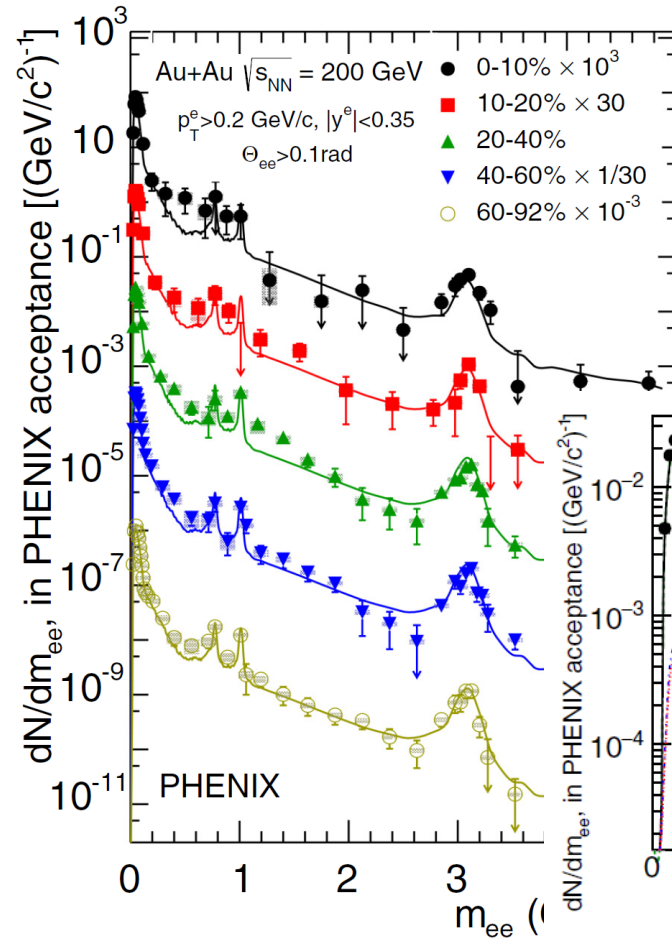 Au+Au √s_NN = 200 GeV
p_T^e>0.2 GeV/c, |y^e|<0.35
Θ_ee>0.1rad
0-10% × 10^3
10-20% × 30
20-40%
40-60% × 1/30
60-92% × 10^-3
dN/dm_ee, in PHENIX acceptance [(GeV/c^2)^-1]
10^3
10
10^-1
10^-3
10^-5
10^-7
10^-9
10^-11
PHENIX
0
1
2
3
m_ee (
dN/dm_ee, in PHENIX acceptance [(GeV/c^2)^-1]
10^-2
10^-3
10^-4
0